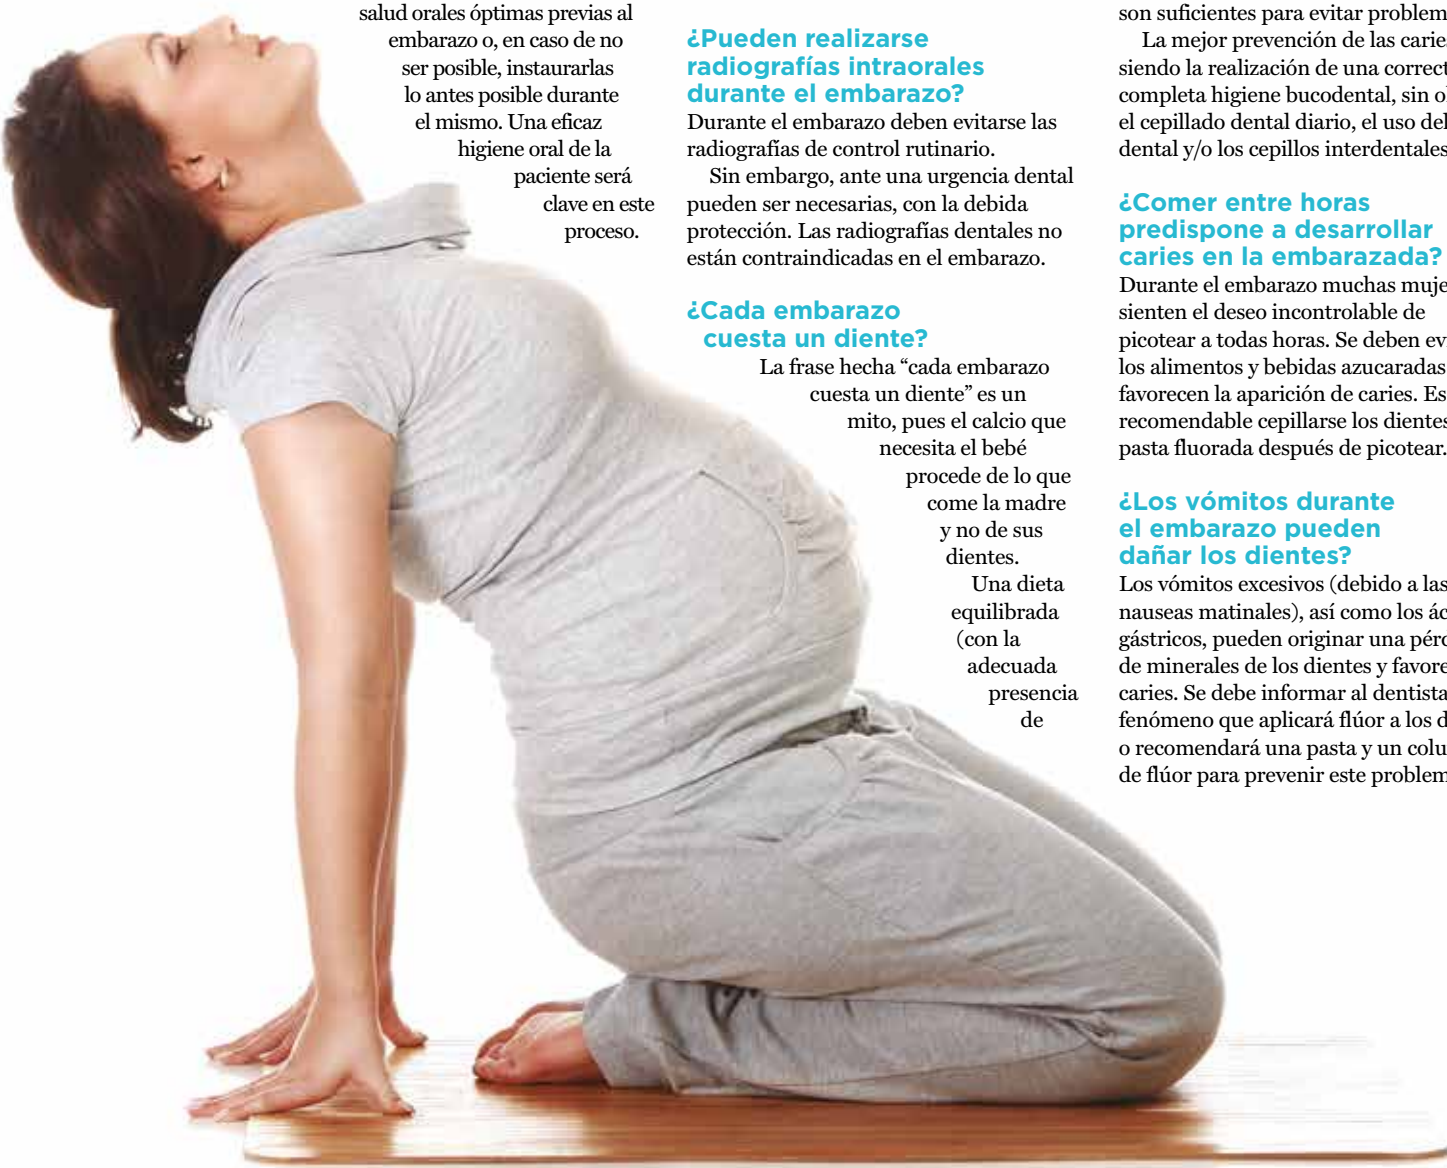 salud orales óptimas previas al
embarazo o, en caso de no
ser posible, instaurarlas
lo antes posible durante
el mismo. Una eficaz
higiene oral de la
paciente será
clave en este
proceso.
¿Pueden realizarse
radiografías intraorales
durante el embarazo?
Durante el embarazo deben evitarse las
radiografías de control rutinario.
Sin embargo, ante una urgencia dental
pueden ser necesarias, con la debida
protección. Las radiografías dentales no
están contraindicadas en el embarazo.
¿Cada embarazo
cuesta un diente?
La frase hecha “cada embarazo
cuesta un diente” es un
mito, pues el calcio que
necesita el bebé
procede de lo que
come la madre
y no de sus
dientes.
Una dieta
equilibrada
(con la
adecuada
presencia
de
son suficientes para evitar problem
La mejor prevención de las carie
siendo la realización de una correct
completa higiene bucodental, sin o
el cepillado dental diario, el uso del
dental y/o los cepillos interdentales
¿Comer entre horas
predispone a desarrollar
caries en la embarazada?
Durante el embarazo muchas muje
sienten el deseo incontrolable de
picotear a todas horas. Se deben ev
los alimentos y bebidas azucaradas
favorecen la aparición de caries. Es
recomendable cepillarse los dientes
pasta fluorada después de picotear.
¿Los vómitos durante
el embarazo pueden
dañar los dientes?
Los vómitos excesivos (debido a las
nauseas matinales), así como los ác
gástricos, pueden originar una pérd
de minerales de los dientes y favore
caries. Se debe informar al dentista
fenómeno que aplicará flúor a los d
o recomendará una pasta y un colu
de flúor para prevenir este problem